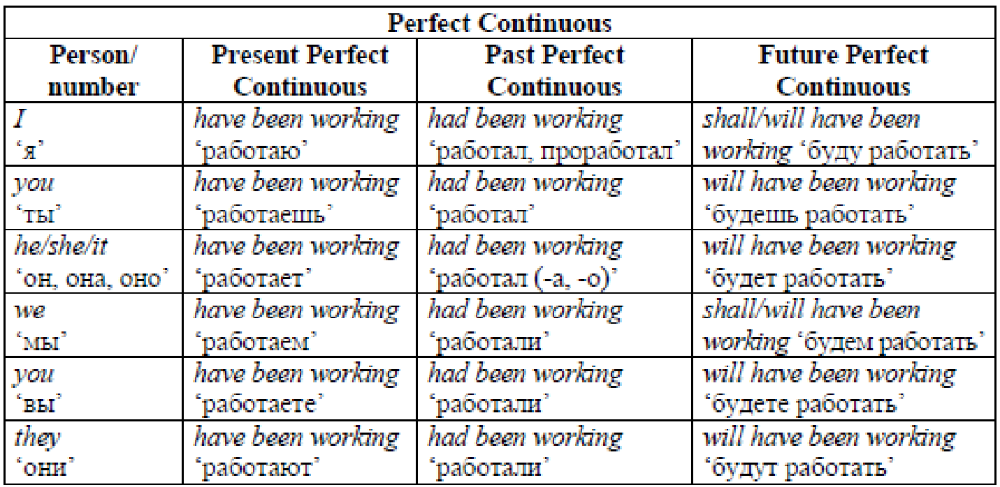 Perfect Continuous
Person/ number
Present Perfect Continuous
Past Perfect Continuous
Future Perfect Continuous
I
‘я’
have been working
‘работаю’
had been working
‘работал, проработал’
shall/will have been
working ‘буду работать’
you
‘ты’
have been working
‘работаешь’
had been working
‘работал’
will have been working
‘будешь работать’
he/she/it
‘он, она, оно’
have been working
‘работает’
had been working
‘работал (-а, -о)’
will have been working
‘будет работать’
we
‘мы’
have been working
‘работаем’
had been working
‘работали’
shall/will have been
working ‘будем работать’
you
‘вы’
have been working
‘работаете’
had been working
‘работали’
will have been working
‘будете работать’
they
‘они’
have been working
‘работают’
had been working
‘работали’
will have been working
‘будут работать’